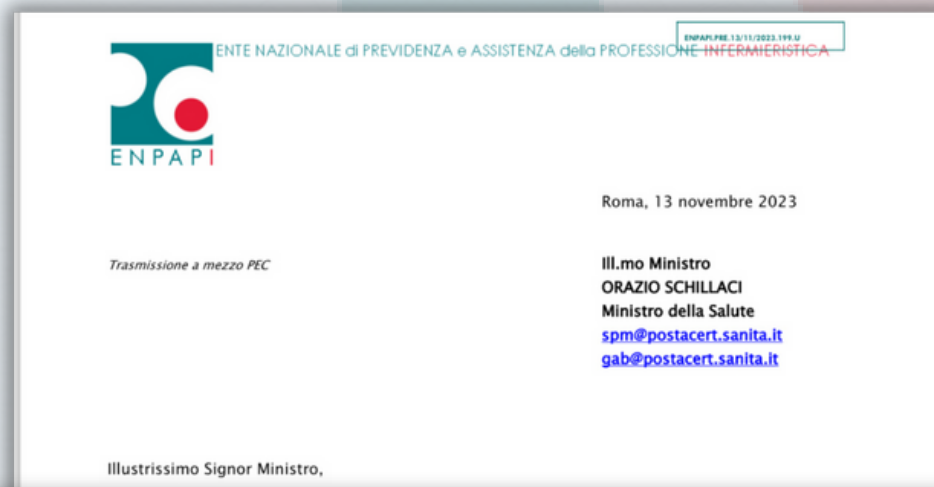 ENPAPI.PRE.13/11/2023.199.U
ENTE NAZIONALE di PREVIDENZA e ASSISTENZA della PROFESSIONE INFERMIERISTICA
ENPAPI
Roma, 13 novembre 2023
Trasmissione a mezzo PEC
Ill.mo Ministro
ORAZIO SCHILLACI
Ministro della Salute
spm@postacert.sanita.it
gab@postacert.sanita.it
Illustrissimo Signor Ministro,